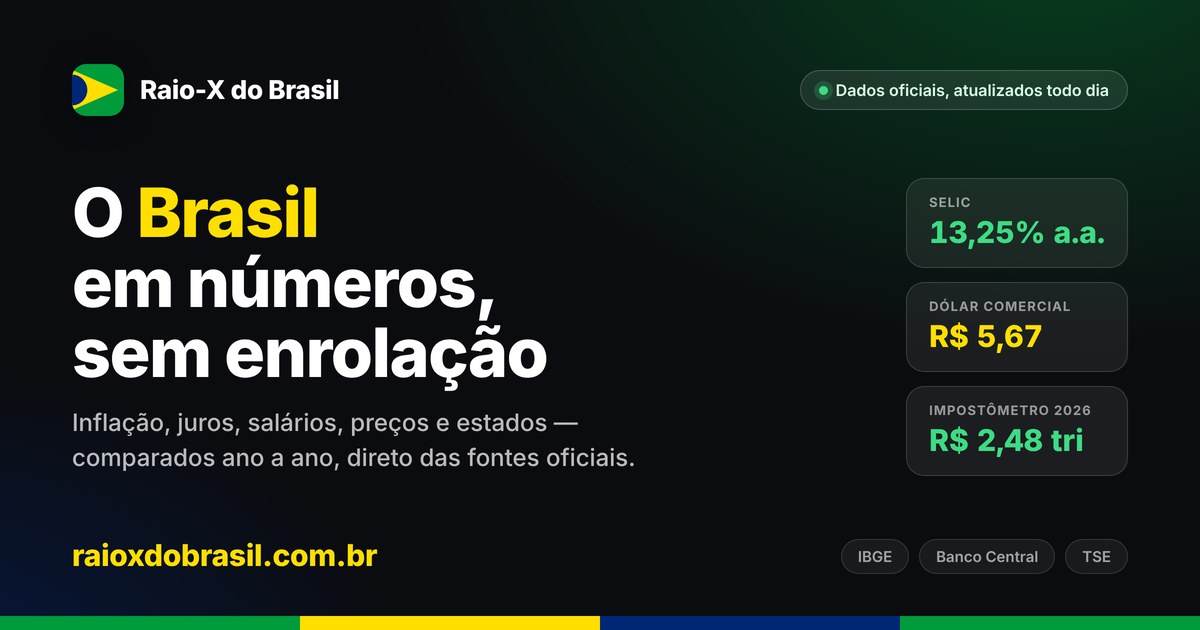 Raio-X do Brasil
Dados oficiais, atualizados todo dia
O Brasil
em números,
sem enrolação
Inflação, juros, salários, preços e estados —
comparados ano a ano, direto das fontes oficiais.
SELIC
13,25% a.a.
DÓLAR COMERCIAL
R$ 5,67
IMPOSTÔMETRO 2026
R$ 2,48 tri
raioxdobrasil.com.br
IBGE
Banco Central
TSE